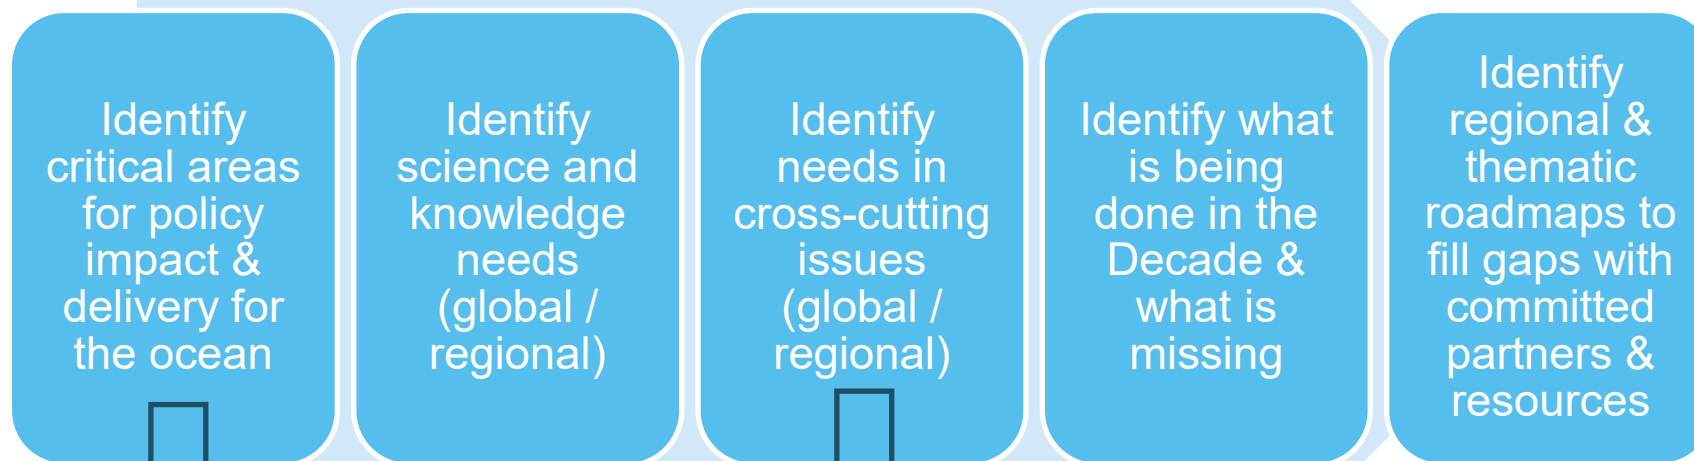 Identify
critical areas
for policy
impact &
delivery for
the ocean
Identify
science and
knowledge
needs
(global /
regional)
Identify
needs in
cross-cutting
issues
(global /
regional)
Identify what
is being
done in the
Decade &
what is
missing
Identify
regional &
thematic
roadmaps to
fill gaps with
committed
partners &
resources